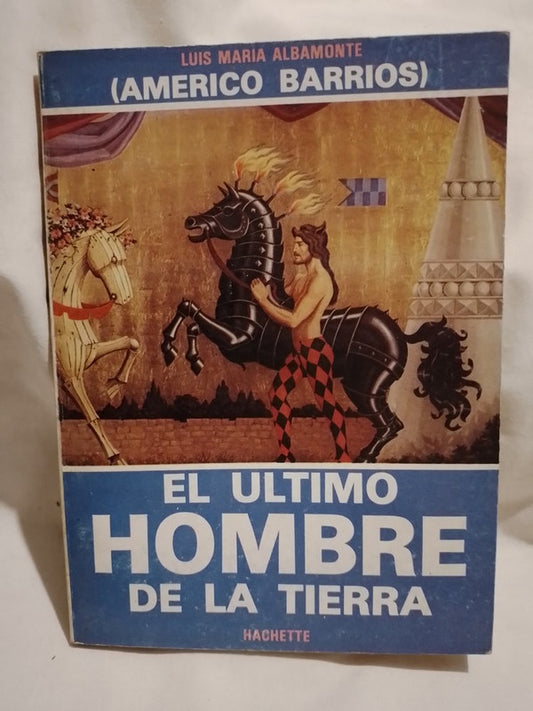 LUIS MARIA ALBAMONTE
(AMERICO BARRIOS)
EL ULTIMO
HOMBRE
DE LA TIERRA
HACHETTE